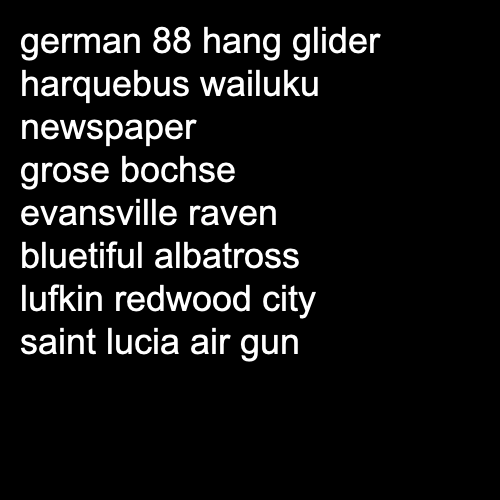 german 88 hang glider
harquebus wailuku
newspaper
grose bochse
evansville raven
bluetiful albatross
lufkin redwood city
saint lucia air gun